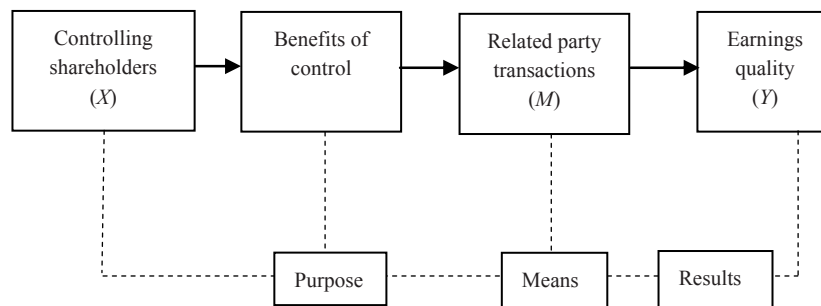 Controlling
shareholders
(X)
Benefits of
control
Related party
transactions
(M)
Earnings
quality
(Y)
Purpose
Means
Results